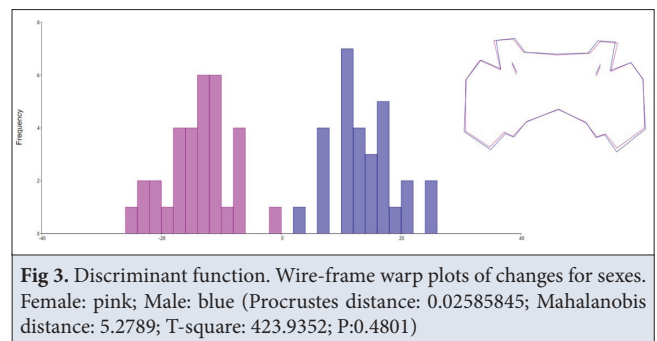 8
6
4
2
0
Frequency
-40
-20
0
20
40
Fig 3. Discriminant function. Wire-frame warp plots of changes for sexes.
Female: pink; Male: blue (Procrustes distance: 0.02585845; Mahalanobis
distance: 5.2789; T-square: 423.9352; P:0.4801)